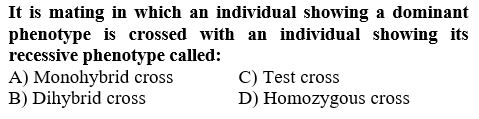 It is mating in which an individual showing a dominant
phenotype is crossed with an individual showing its
recessive phenotype called:
A) Monohybrid cross C) Test cross
B) Dihybrid cross D) Homozygous cross